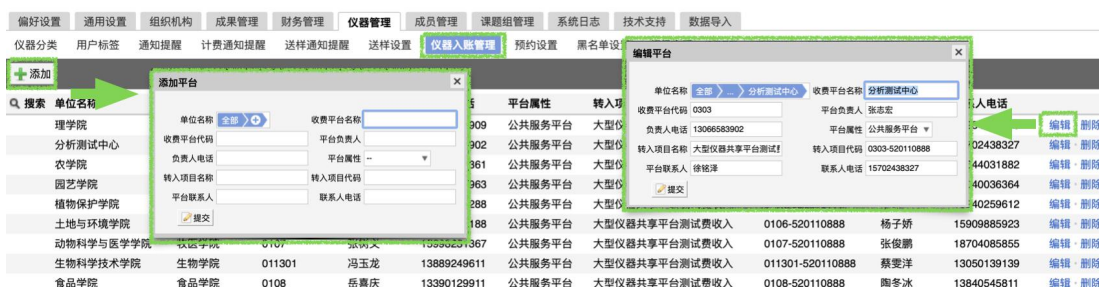 偏好设置 通用设置 组织机构 成果管理 财务管理 仪器管理 成员管理 课题组管理 系统日志 技术支持 数据导入
仪器分类 用户标签 通知提醒 计费通知提醒 送样通知提醒 送样设置 仪器入账管理 预约设置 黑名单设
添加
搜索 单位名称 平台属性 转入项 人电话
添加平台 ×
单位名称 全部 收费平台名称
收费平台代码 平台负责人
负责人电话 平台属性 --
转入项目名称 转入项目代码
平台联系人 联系人电话
提交
编辑平台 ×
单位名称 全部 ... 分析测试中心 收费平台名称 分析测试中心
收费平台代码 0303 平台负责人 张志宏
负责人电话 13066583902 平台属性 公共服务平台
转入项目名称 大型仪器共享平台测试 转入项目代码 0303-520110888
平台联系人 徐铭泽 联系人电话 15702438327
提交
理学院 909 公共服务平台 大型仪 编辑 删除
分析测试中心 902 公共服务平台 大型仪 02438327 编辑 删除
农学院 361 公共服务平台 大型仪 44031882 编辑 删除
园艺学院 963 公共服务平台 大型仪 40036364 编辑 删除
植物保护学院 288 公共服务平台 大型仪 40259612 编辑 删除
土地与环境学院 188 公共服务平台 大型仪器共享平台测试费收入 0106-520110888 杨子娇 15909885923 编辑 删除
动物科学与医学学院 0107 367 公共服务平台 大型仪器共享平台测试费收入 0107-520110888 张俊鹏 18704085855 编辑 删除
生物科学技术学院 生物学院 011301 冯玉龙 13889249611 公共服务平台 大型仪器共享平台测试费收入 011301-520110888 蔡雯洋 13050139139 编辑 删除
食品学院 食品学院 0108 岳喜庆 13390129911 公共服务平台 大型仪器共享平台测试费收入 0108-520110888 陶冬冰 13840545811 编辑 删除